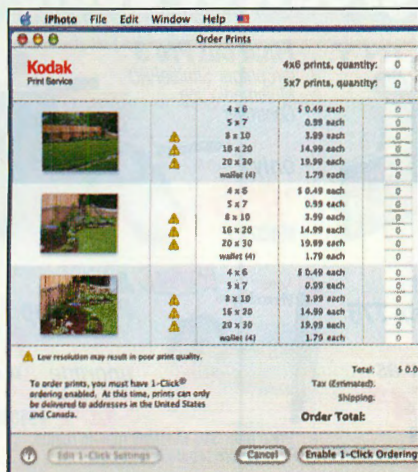 iPhoto File Edit Window Help
Order Prints
Kodak
Print Service
4x6 prints, quantity: 0
5x7 prints, quantity: 0
4 x 6 $ 0.49 each 0
5 x 7 0.99 each 0
8 x 10 3.99 each 0
16 x 20 14.99 each 0
20 x 30 19.99 each 0
wallet (4) 1.79 each 0
4 x 6 $ 0.49 each 0
5 x 7 0.99 each 0
8 x 10 3.99 each 0
16 x 20 14.99 each 0
20 x 30 19.99 each 0
wallet (4) 1.79 each 0
4 x 6 $ 0.49 each 0
5 x 7 0.99 each 0
8 x 10 3.99 each 0
16 x 20 14.99 each 0
20 x 30 19.99 each 0
wallet (4) 1.79 each 0
Low resolution may result in poor print quality.
To order prints, you must have 1-Click®
ordering enabled. At this time, prints can only
be delivered to addresses in the United States
and Canada.
Total: $ 0.0
Tax (Estimated):
Shipping:
Order Total:
? Edit 1-Click Settings Cancel Enable 1-Click Ordering